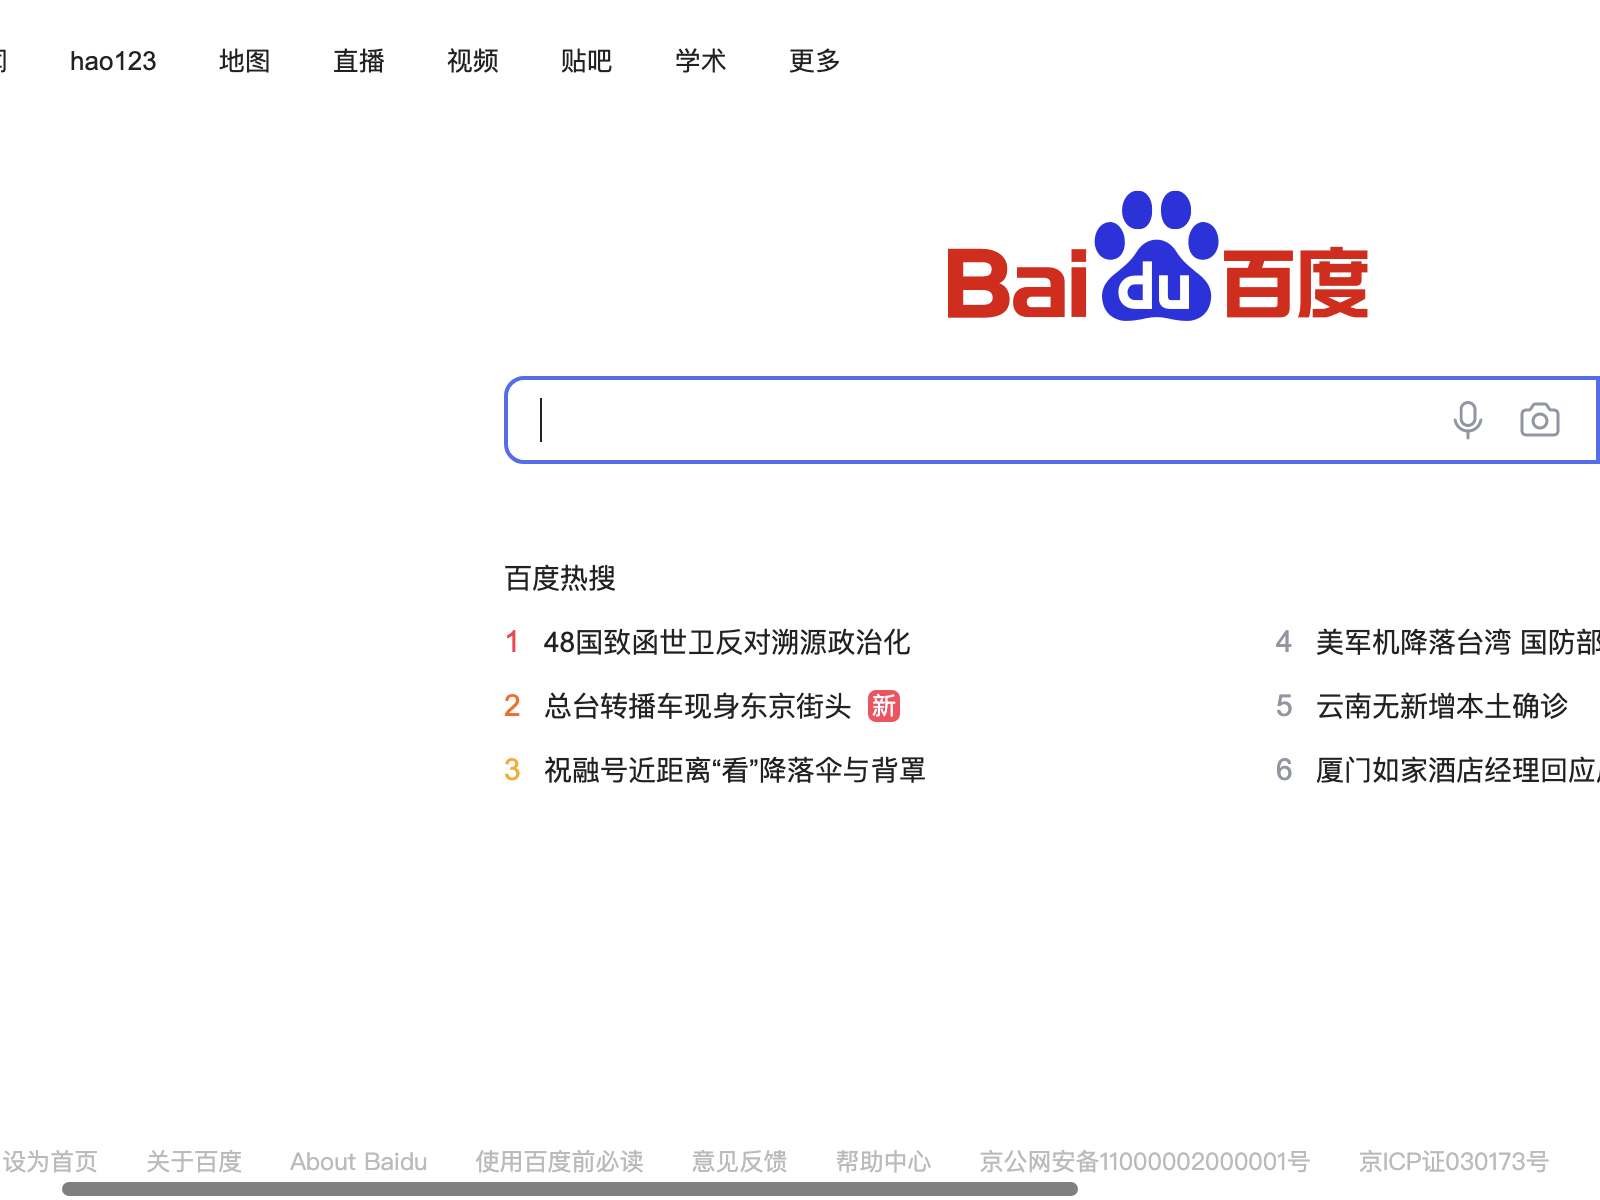 hao123 地图 直播 视频 贴吧 学术 更多
Bai du 百度
百度热搜
1 48国致函世卫反对溯源政治化
2 总台转播车现身东京街头 新
3 祝融号近距离“看”降落伞与背罩
4 美军机降落台湾 国防部
5 云南无新增本土确诊
6 厦门如家酒店经理回应
设为首页 关于百度 About Baidu 使用百度前必读 意见反馈 帮助中心 京公网安备11000002000001号 京ICP证030173号